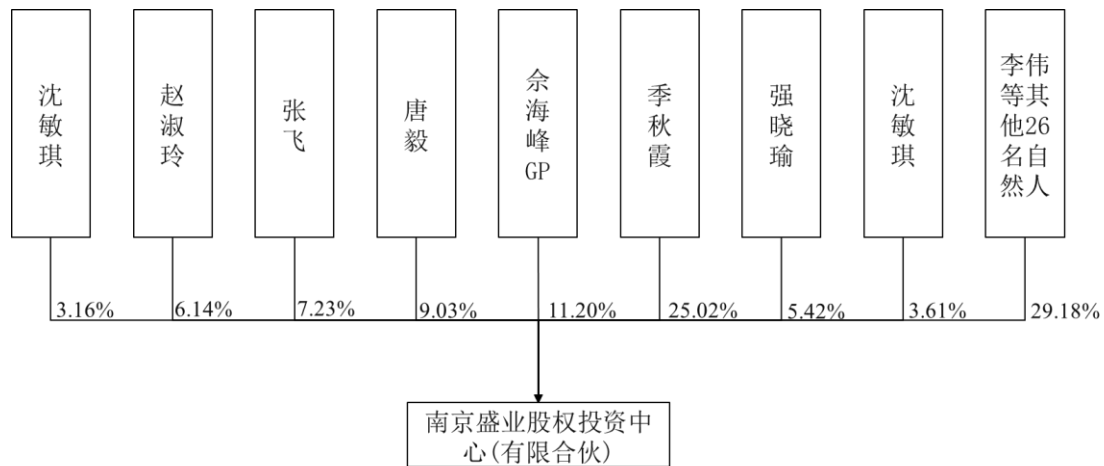 沈敏琪
赵淑玲
张飞
唐毅
佘海峰GP
季秋霞
强晓瑜
沈敏琪
李伟
等其
他26
名自
然人
3.16%
6.14%
7.23%
9.03%
11.20%
25.02%
5.42%
3.61%
29.18%
南京盛业股权投资中
心(有限合伙)